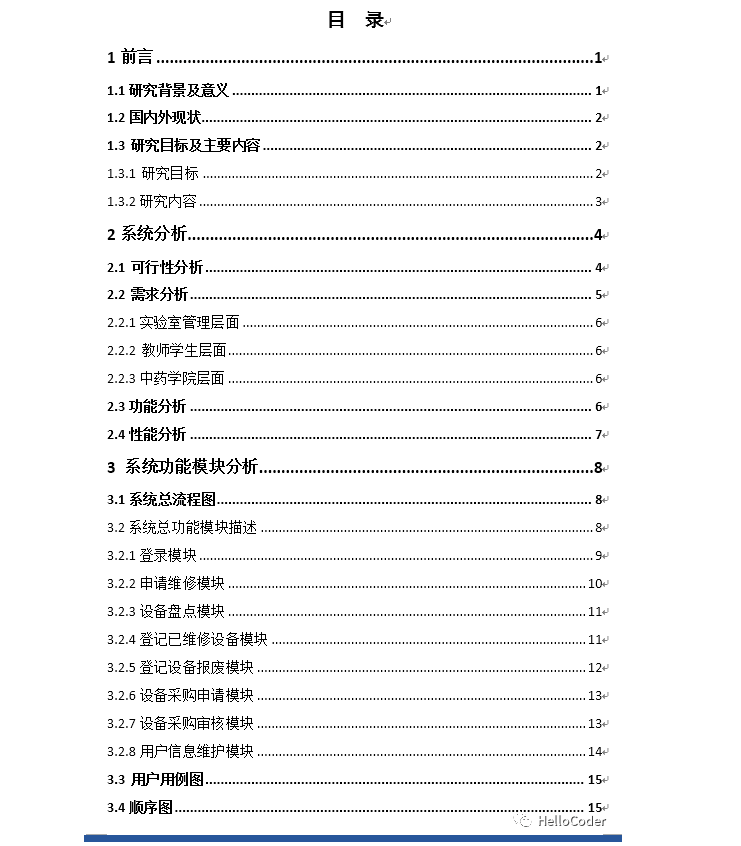 目 录
1 前言 1
1.1 研究背景及意义 1
1.2 国内外现状 2
1.3 研究目标及主要内容 2
1.3.1 研究目标 2
1.3.2 研究内容 3
2 系统分析 4
2.1 可行性分析 4
2.2 需求分析 5
2.2.1 实验室管理层面 6
2.2.2 教师学生层面 6
2.2.3 中药学院层面 6
2.3 功能分析 6
2.4 性能分析 7
3 系统功能模块分析 8
3.1 系统总流程图 8
3.2 系统总功能模块描述 8
3.2.1 登录模块 9
3.2.2 申请维修模块 10
3.2.3 设备盘点模块 11
3.2.4 登记已维修设备模块 11
3.2.5 登记设备报废模块 12
3.2.6 设备采购申请模块 13
3.2.7 设备采购审核模块 13
3.2.8 用户信息维护模块 14
3.3 用户用例图 15
3.4 顺序图 15
HelloCoder